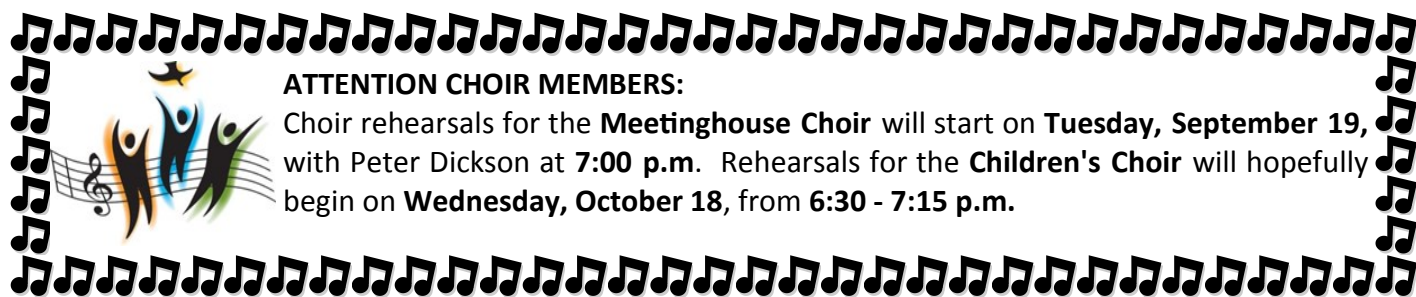 ATTENTION CHOIR MEMBERS:
Choir rehearsals for the Meetinghouse Choir will start on Tuesday, September 19,
with Peter Dickson at 7:00 p.m.  Rehearsals for the Children's Choir will hopefully
begin on Wednesday, October 18, from 6:30 - 7:15 p.m.